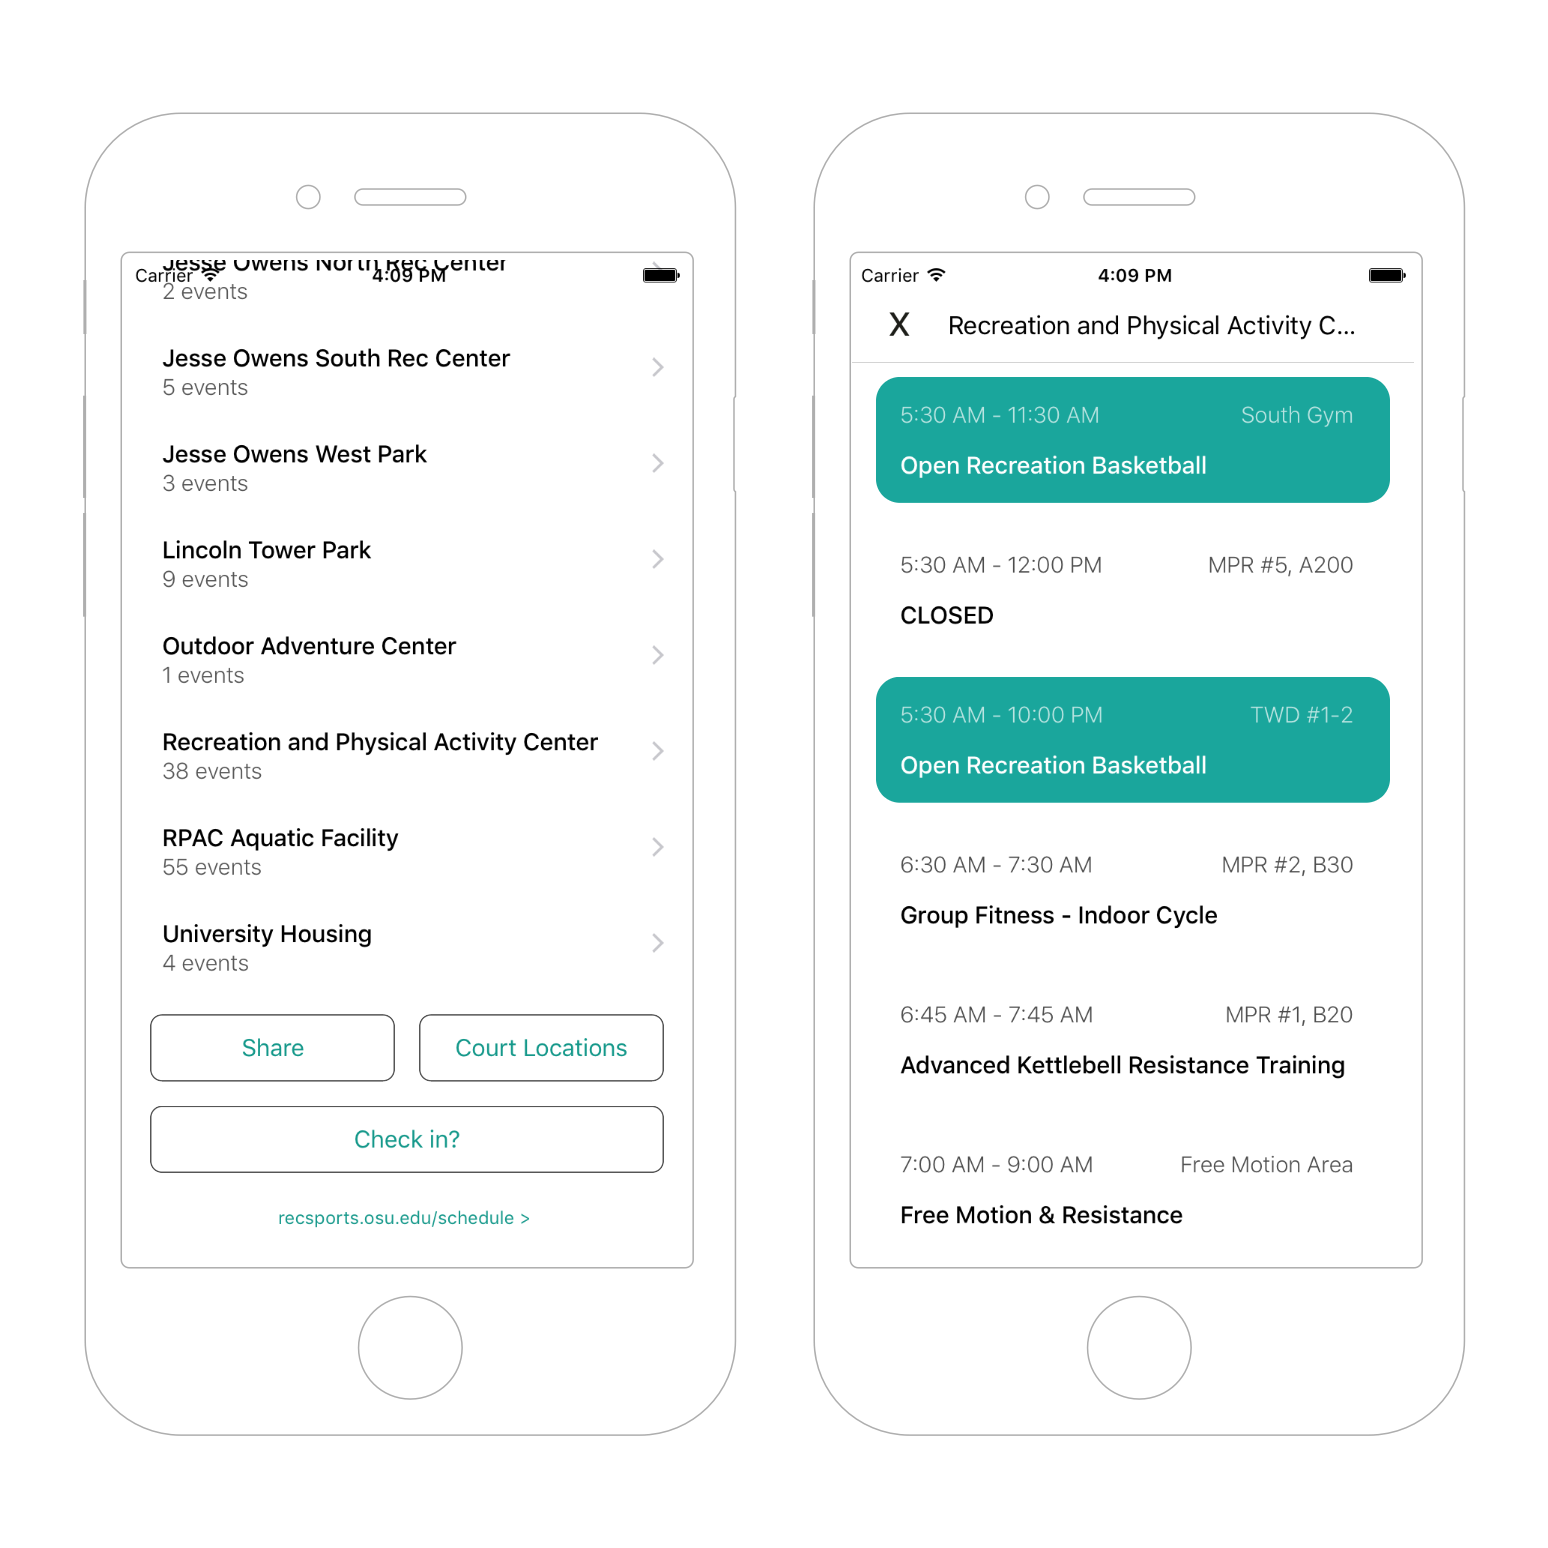 Jesse Owens North Rec Center
Carrier 4:09 PM
2 events
Jesse Owens South Rec Center
5 events
Jesse Owens West Park
3 events
Lincoln Tower Park
9 events
Outdoor Adventure Center
1 events
Recreation and Physical Activity Center
38 events
RPAC Aquatic Facility
55 events
University Housing
4 events
Share Court Locations
Check in?
recsports.osu.edu/schedule >
Carrier 4:09 PM
X Recreation and Physical Activity C...
5:30 AM - 11:30 AM South Gym
Open Recreation Basketball
5:30 AM - 12:00 PM MPR #5, A200
CLOSED
5:30 AM - 10:00 PM TWD #1-2
Open Recreation Basketball
6:30 AM - 7:30 AM MPR #2, B30
Group Fitness - Indoor Cycle
6:45 AM - 7:45 AM MPR #1, B20
Advanced Kettlebell Resistance Training
7:00 AM - 9:00 AM Free Motion Area
Free Motion & Resistance